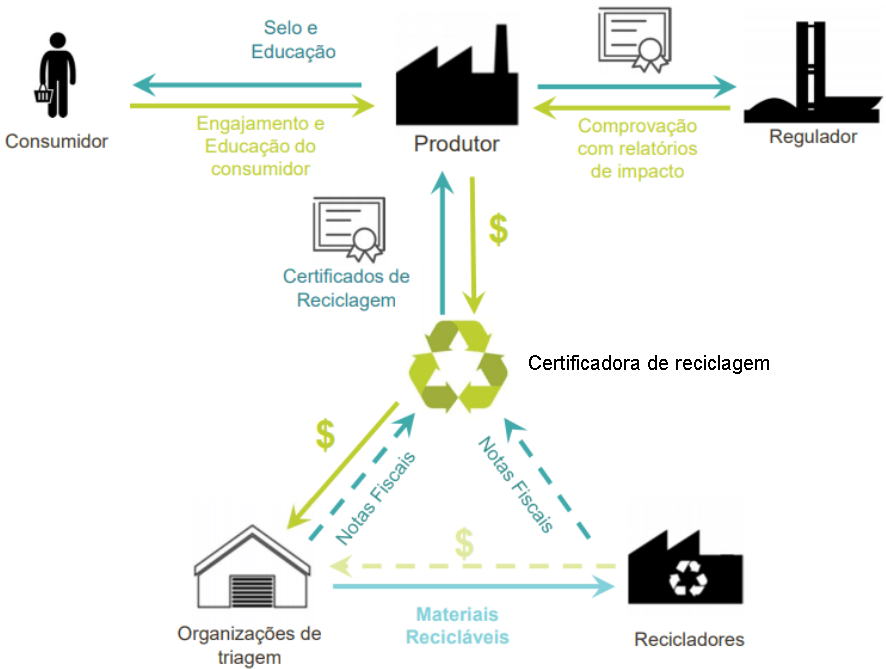 Selo e
Educação
Consumidor
Engajamento e
Educação do
consumidor
Produtor
Comprovação
com relatórios
de impacto
Regulador
$
Certificados de
Reciclagem
Certificadora de reciclagem
$
Notas Fiscais
Notas Fiscais
$
Materiais
Recicláveis
Organizações de
triagem
Recicladores